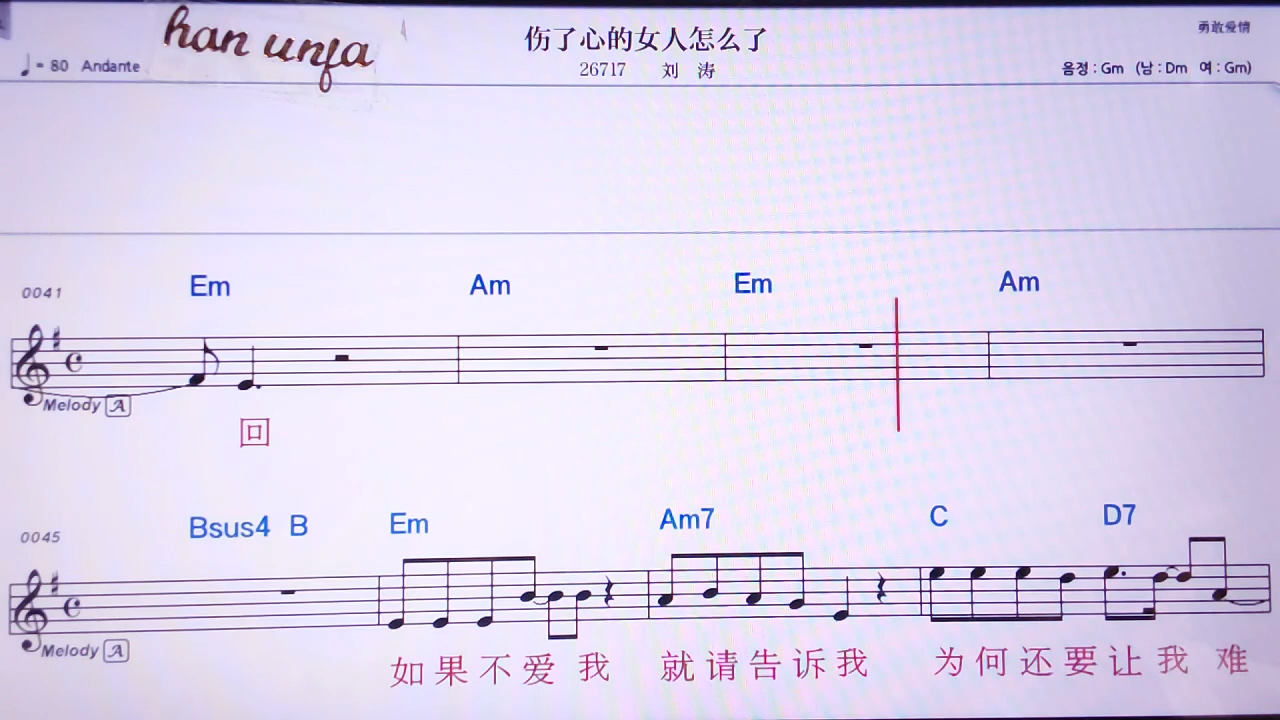 han unfa
伤了心的女人怎么了
勇敢爱情
♩= 80 Andante
26717 刘 涛
음정 : Gm (남 : Dm 여 : Gm)
0041
Em Am Em Am
Melody A
回
0045
Bsus4 B Em Am7 C D7
Melody A
如果不爱我 就请告诉我 为何还要让我难